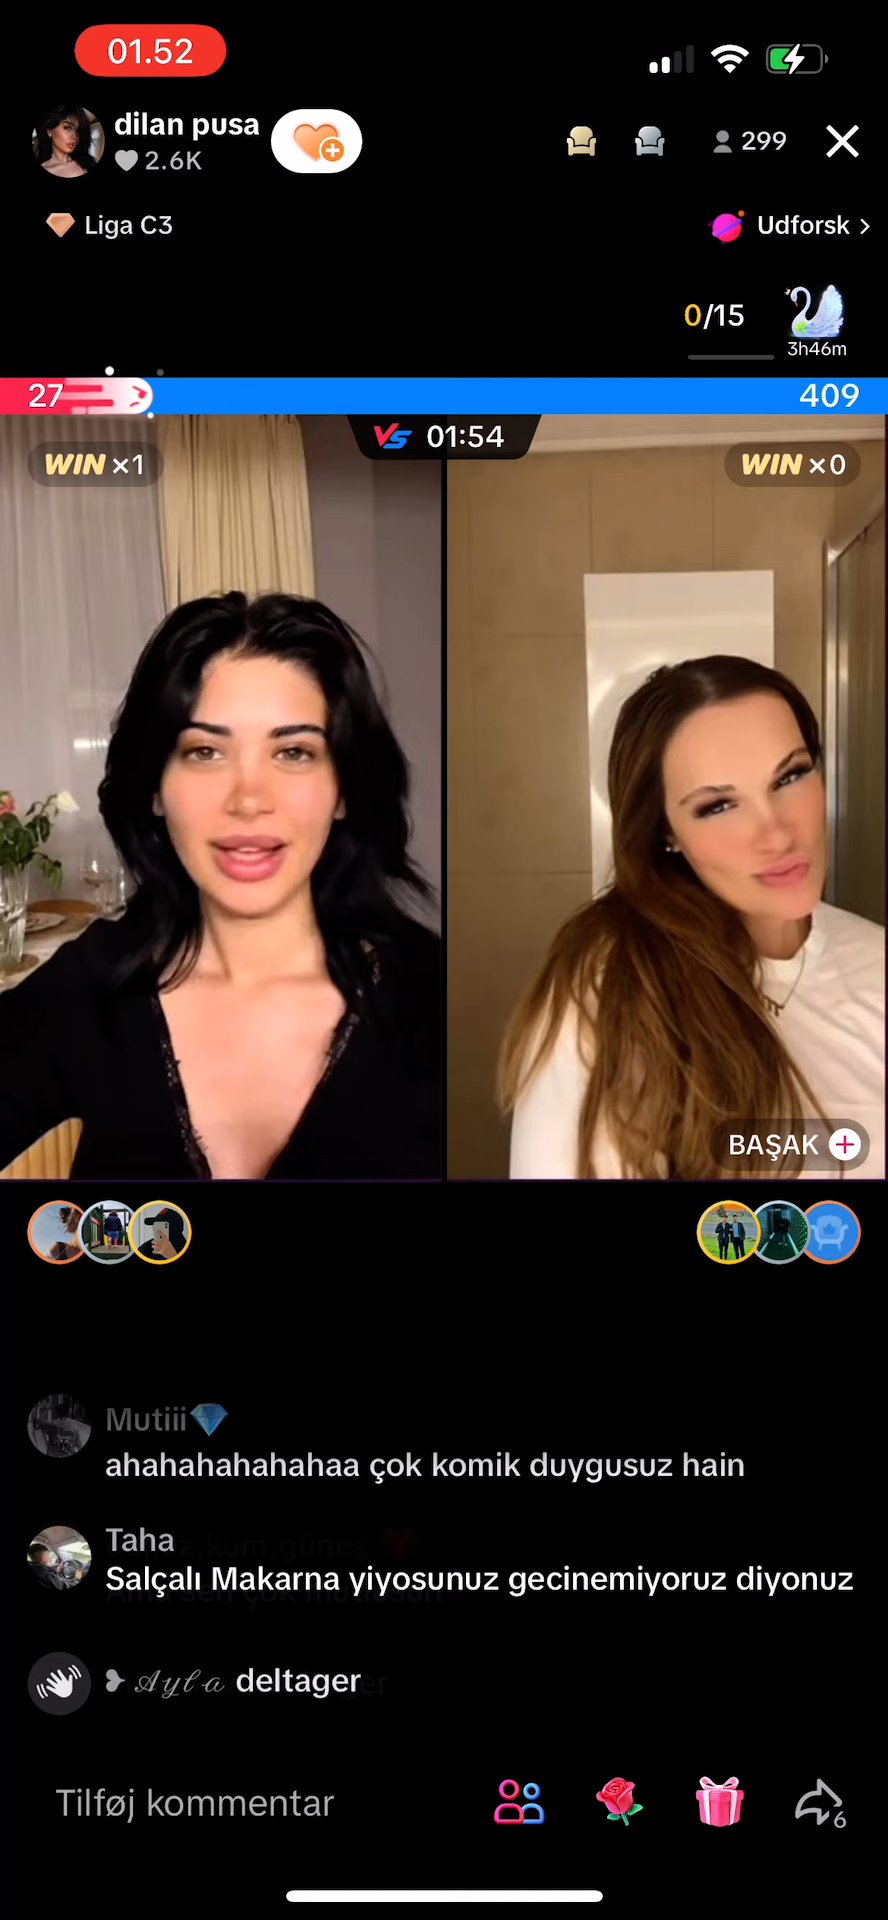 01.52
dilan pusa
2.6K
299
Liga C3
Udforsk >
0/15
3h46m
27
409
VS 01:54
WIN ×1
WIN ×0
BAŞAK
Mutiii
ahahahahahahaa çok komik duygusuz hain
Taha
Salçalı Makarna yiyosunuz gecinemiyoruz diyonuz
❥ 𝒜𝓎𝓁𝒶 deltager
Tilføj kommentar
6